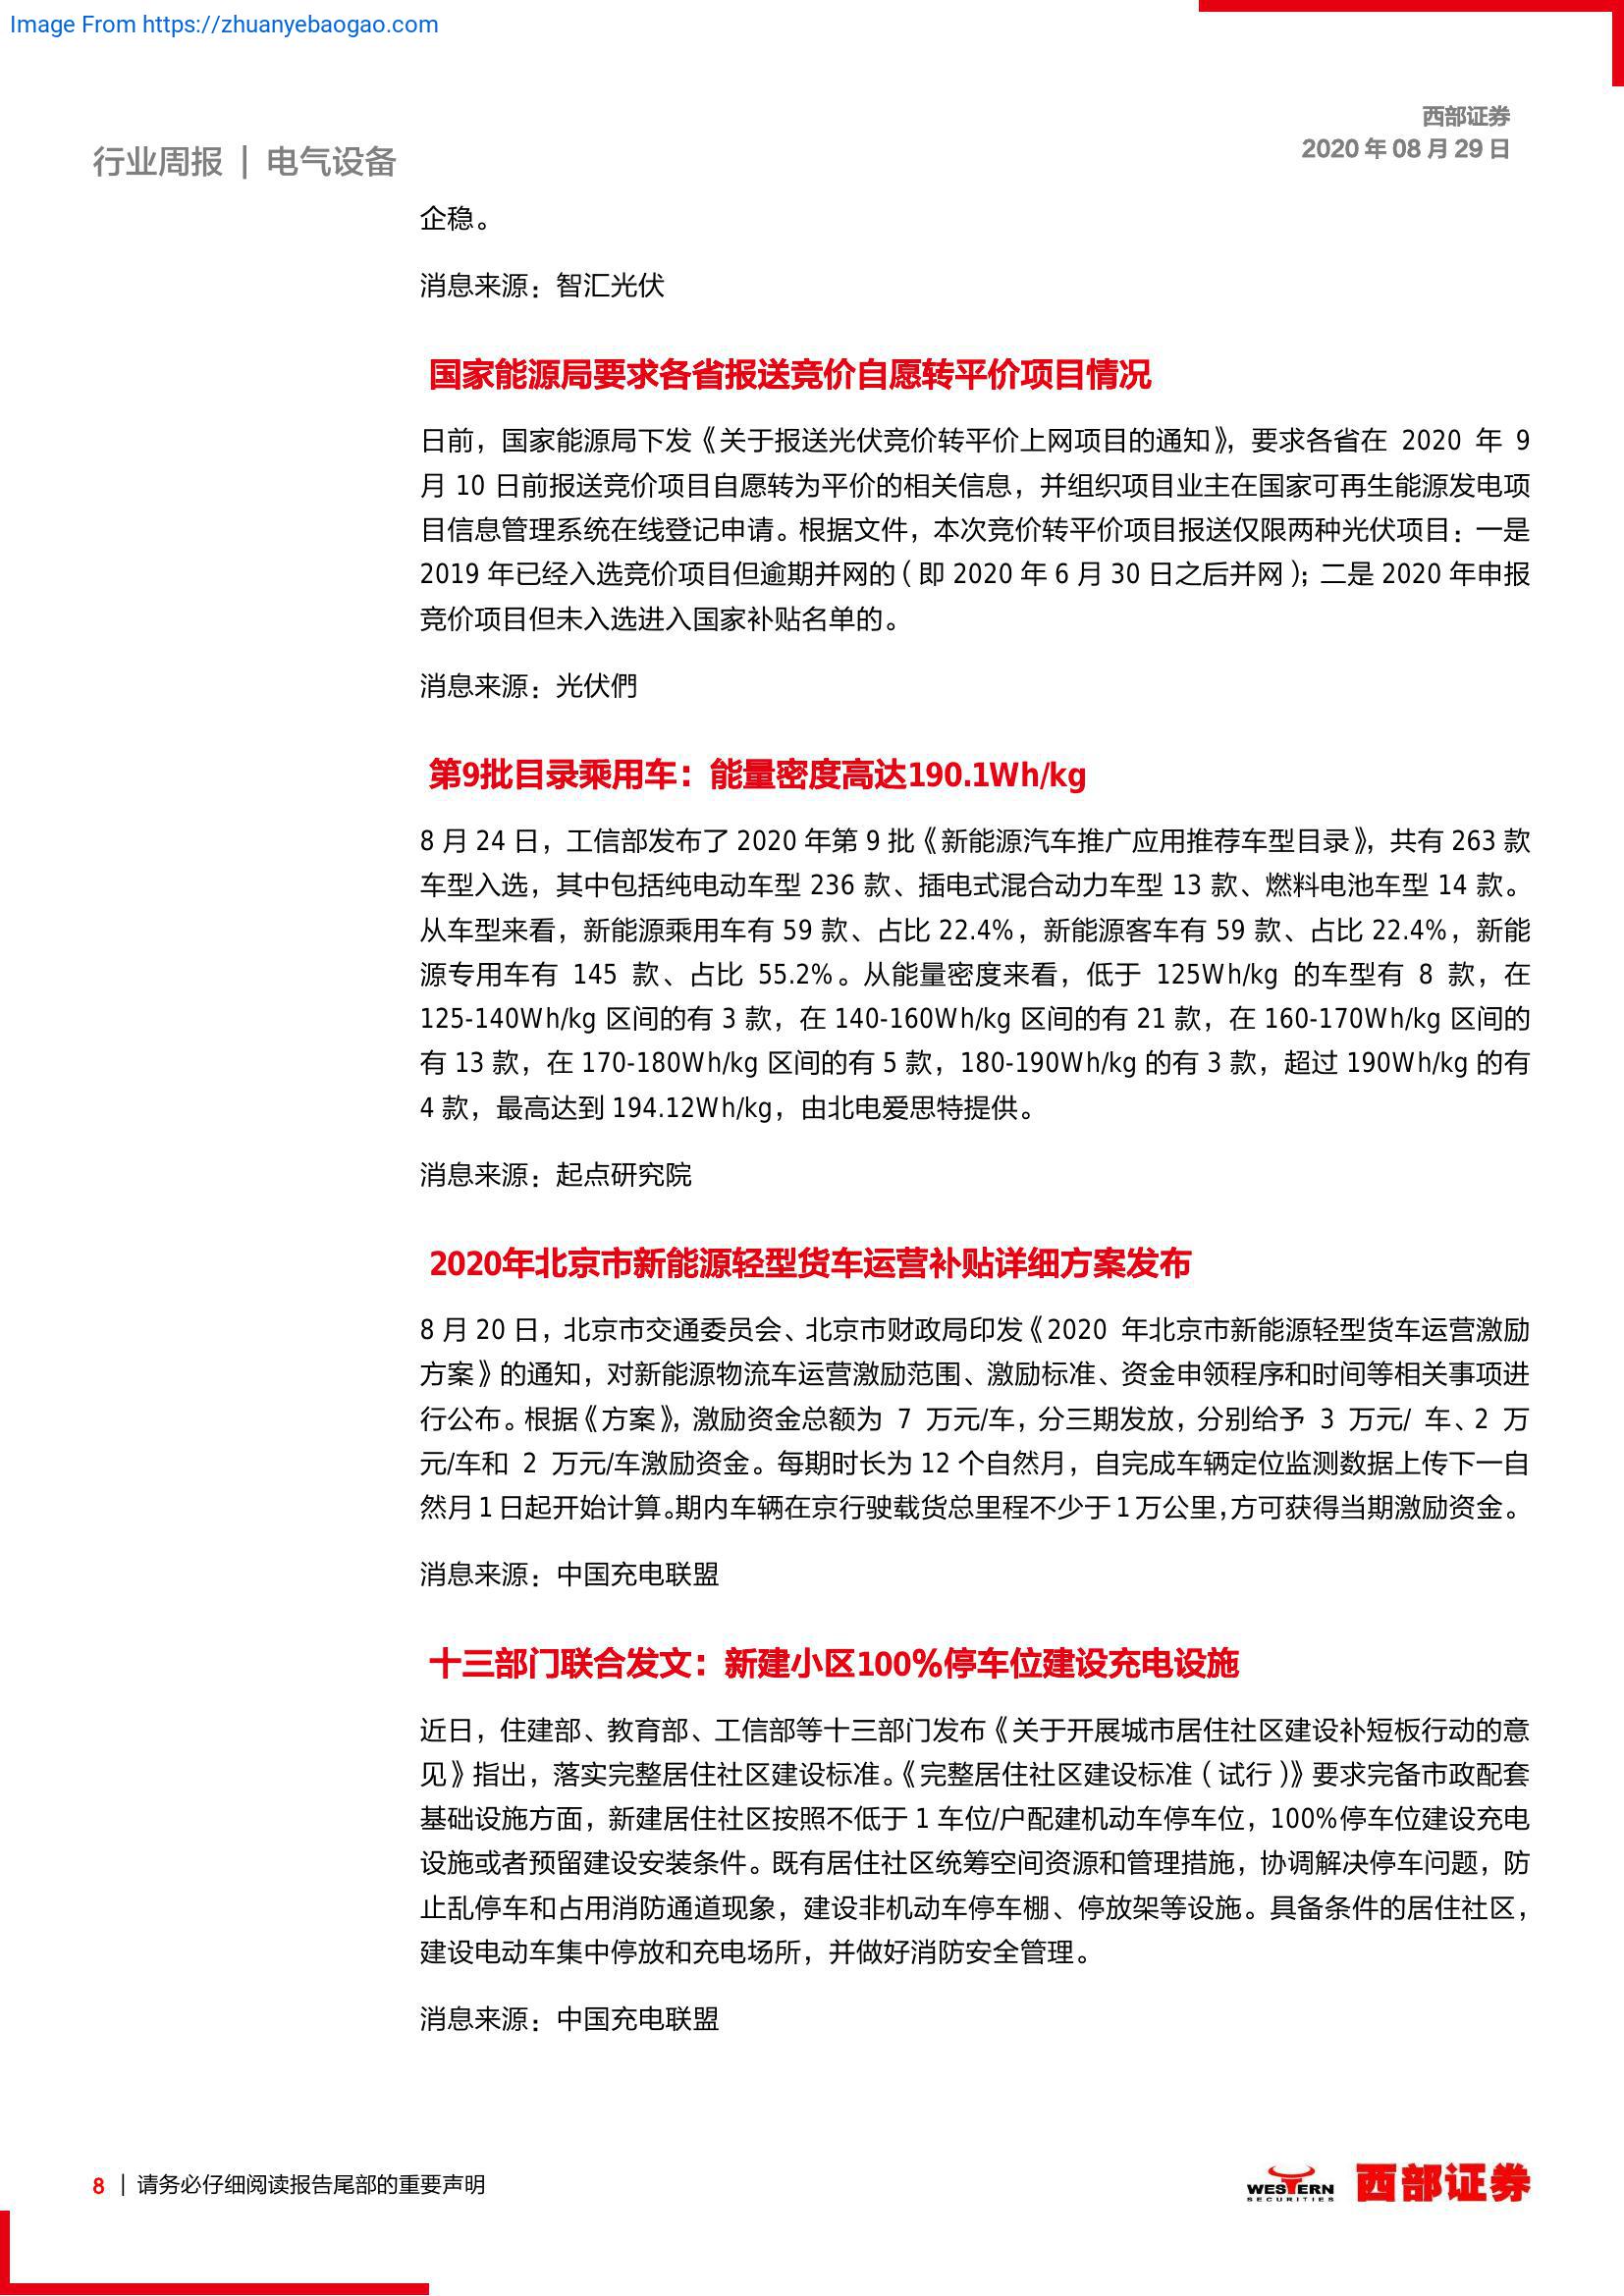 Image From https://zhuanyebaogao.com
西部证券
2020 年 08 月 29 日
行业周报 | 电气设备
企稳。
消息来源：智汇光伏
国家能源局要求各省报送竞价自愿转平价项目情况
日前，国家能源局下发《关于报送光伏竞价转平价上网项目的通知》，要求各省在 2020 年 9
月 10 日前报送竞价项目自愿转为平价的相关信息，并组织项目业主在国家可再生能源发电项
目信息管理系统在线登记申请。根据文件，本次竞价转平价项目报送仅限两种光伏项目：一是
2019 年已经入选竞价项目但逾期并网的（即 2020 年 6 月 30 日之后并网）；二是 2020 年申报
竞价项目但未入选进入国家补贴名单的。
消息来源：光伏們
第9批目录乘用车：能量密度高达190.1Wh/kg
8 月 24 日，工信部发布了 2020 年第 9 批《新能源汽车推广应用推荐车型目录》，共有 263 款
车型入选，其中包括纯电动车型 236 款、插电式混合动力车型 13 款、燃料电池车型 14 款。
从车型来看，新能源乘用车有 59 款、占比 22.4%，新能源客车有 59 款、占比 22.4%，新能
源专用车有 145 款、占比 55.2%。从能量密度来看，低于 125Wh/kg 的车型有 8 款，在
125-140Wh/kg 区间的有 3 款，在 140-160Wh/kg 区间的有 21 款，在 160-170Wh/kg 区间的
有 13 款，在 170-180Wh/kg 区间的有 5 款，180-190Wh/kg 的有 3 款，超过 190Wh/kg 的有
4 款，最高达到 194.12Wh/kg，由北电爱思特提供。
消息来源：起点研究院
2020年北京市新能源轻型货车运营补贴详细方案发布
8 月 20 日，北京市交通委员会、北京市财政局印发《2020 年北京市新能源轻型货车运营激励
方案》的通知，对新能源物流车运营激励范围、激励标准、资金申领程序和时间等相关事项进
行公布。根据《方案》，激励资金总额为 7 万元/车，分三期发放，分别给予 3 万元/ 车、2 万
元/车和 2 万元/车激励资金。每期时长为 12 个自然月，自完成车辆定位监测数据上传下一自
然月 1 日起开始计算。期内车辆在京行驶载货总里程不少于 1 万公里，方可获得当期激励资金。
消息来源：中国充电联盟
十三部门联合发文：新建小区100%停车位建设充电设施
近日，住建部、教育部、工信部等十三部门发布《关于开展城市居住社区建设补短板行动的意
见》指出，落实完整居住社区建设标准。《完整居住社区建设标准（试行）》要求完备市政配套
基础设施方面，新建居住社区按照不低于 1 车位/户配建机动车停车位，100%停车位建设充电
设施或者预留建设安装条件。既有居住社区统筹空间资源和管理措施，协调解决停车问题，防
止乱停车和占用消防通道现象，建设非机动车停车棚、停放架等设施。具备条件的居住社区，
建设电动车集中停放和充电场所，并做好消防安全管理。
消息来源：中国充电联盟
8 | 请务必仔细阅读报告尾部的重要声明
WESTERN
SECURITIES
西部证券